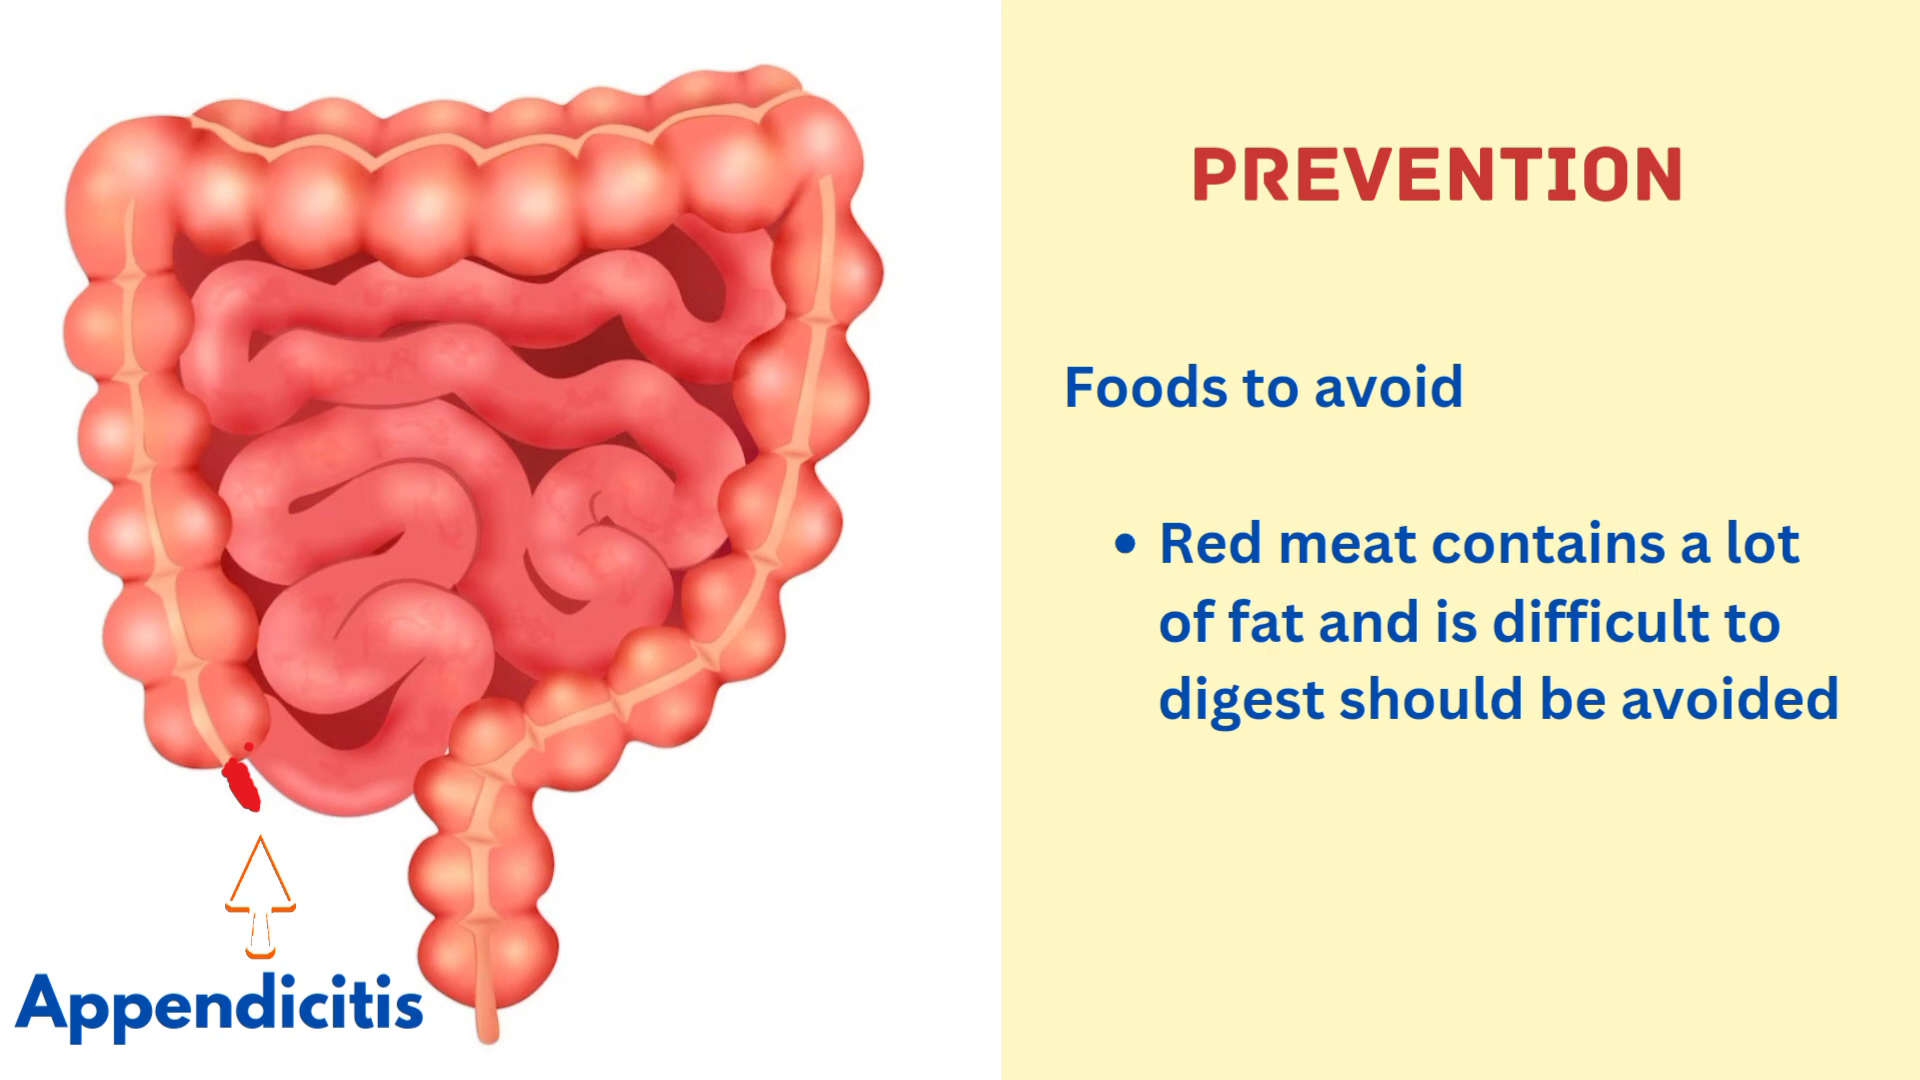 PREVENTION
Foods to avoid
• Red meat contains a lot
of fat and is difficult to
digest should be avoided
Appendicitis